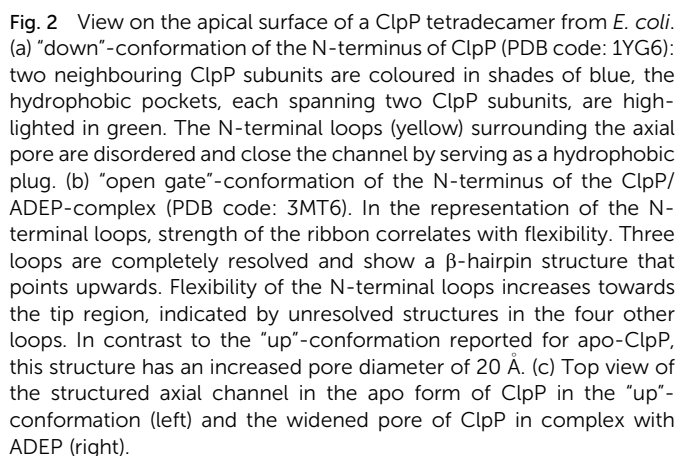 Fig. 2 View on the apical surface of a ClpP tetradecamer from E. coli.
(a) "down"-conformation of the N-terminus of ClpP (PDB code: 1YG6):
two neighbouring ClpP subunits are coloured in shades of blue, the
hydrophobic pockets, each spanning two ClpP subunits, are high-
lighted in green. The N-terminal loops (yellow) surrounding the axial
pore are disordered and close the channel by serving as a hydrophobic
plug. (b) "open gate"-conformation of the N-terminus of the ClpP/
ADEP-complex (PDB code: 3MT6). In the representation of the N-
terminal loops, strength of the ribbon correlates with flexibility. Three
loops are completely resolved and show a β-hairpin structure that
points upwards. Flexibility of the N-terminal loops increases towards
the tip region, indicated by unresolved structures in the four other
loops. In contrast to the "up"-conformation reported for apo-ClpP,
this structure has an increased pore diameter of 20 Å. (c) Top view of
the structured axial channel in the apo form of ClpP in the "up"-
conformation (left) and the widened pore of ClpP in complex with
ADEP (right).